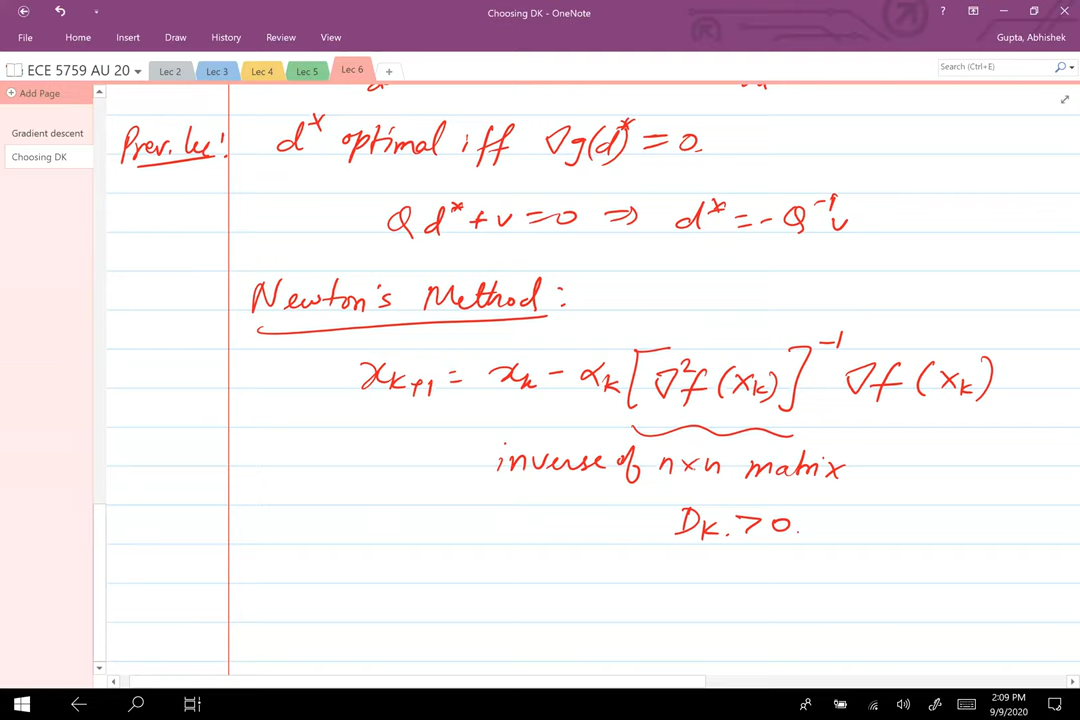 Choosing DK - OneNote
?
File Home Insert Draw History Review View
Gupta, Abhishek
ECE 5759 AU 20
Lec 2 Lec 3 Lec 4 Lec 5 Lec 6 +
Search (Ctrl+E)
Add Page
Gradient descent
Choosing DK
Prev. lec! d* optimal iff ∇g(d)* = 0.
Q d* + v = 0 ⇒ d* = - Q⁻¹ v
Newton's Method :
x_{K+1} = x_k - α_k [∇²f (x_k)]⁻¹ ∇f (x_k)
inverse of n×n matrix
D_K. > 0.
2:09 PM
9/9/2020